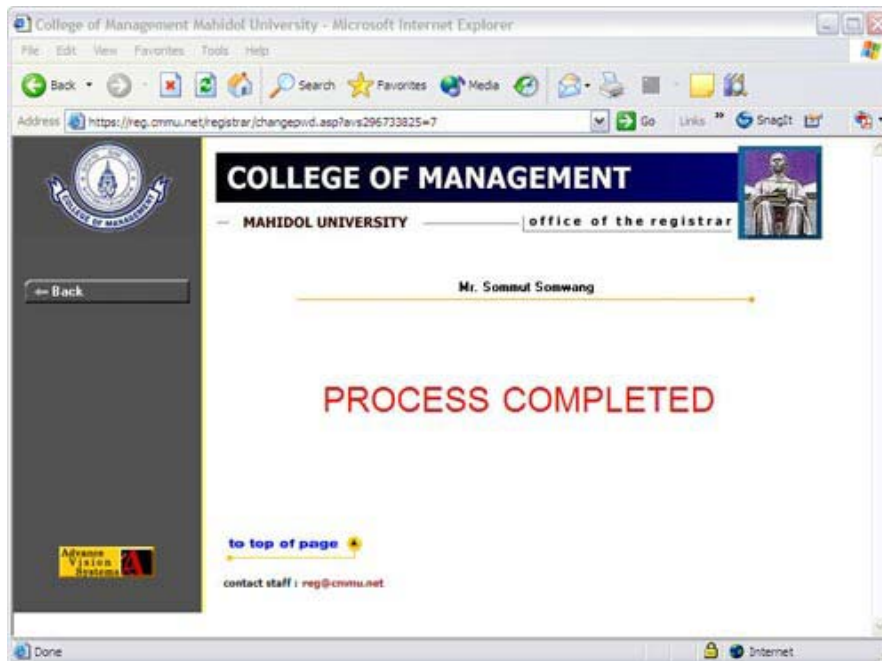 College of Management Mahidol University - Microsoft Internet Explorer
File Edit View Favorites Tools Help
Back Search Favorites Media
Address https://reg.cmmu.net/registrar/changepwd.asp?avs296733825=7 Go Links » SnagIt
COLLEGE OF MANAGEMENT
COLLEGE OF MANAGEMENT
MAHIDOL UNIVERSITY office of the registrar
Back
Mr. Sommut Somwang
PROCESS COMPLETED
to top of page
Advance
Vision
Systems
contact staff : reg@cmmu.net
Done Internet